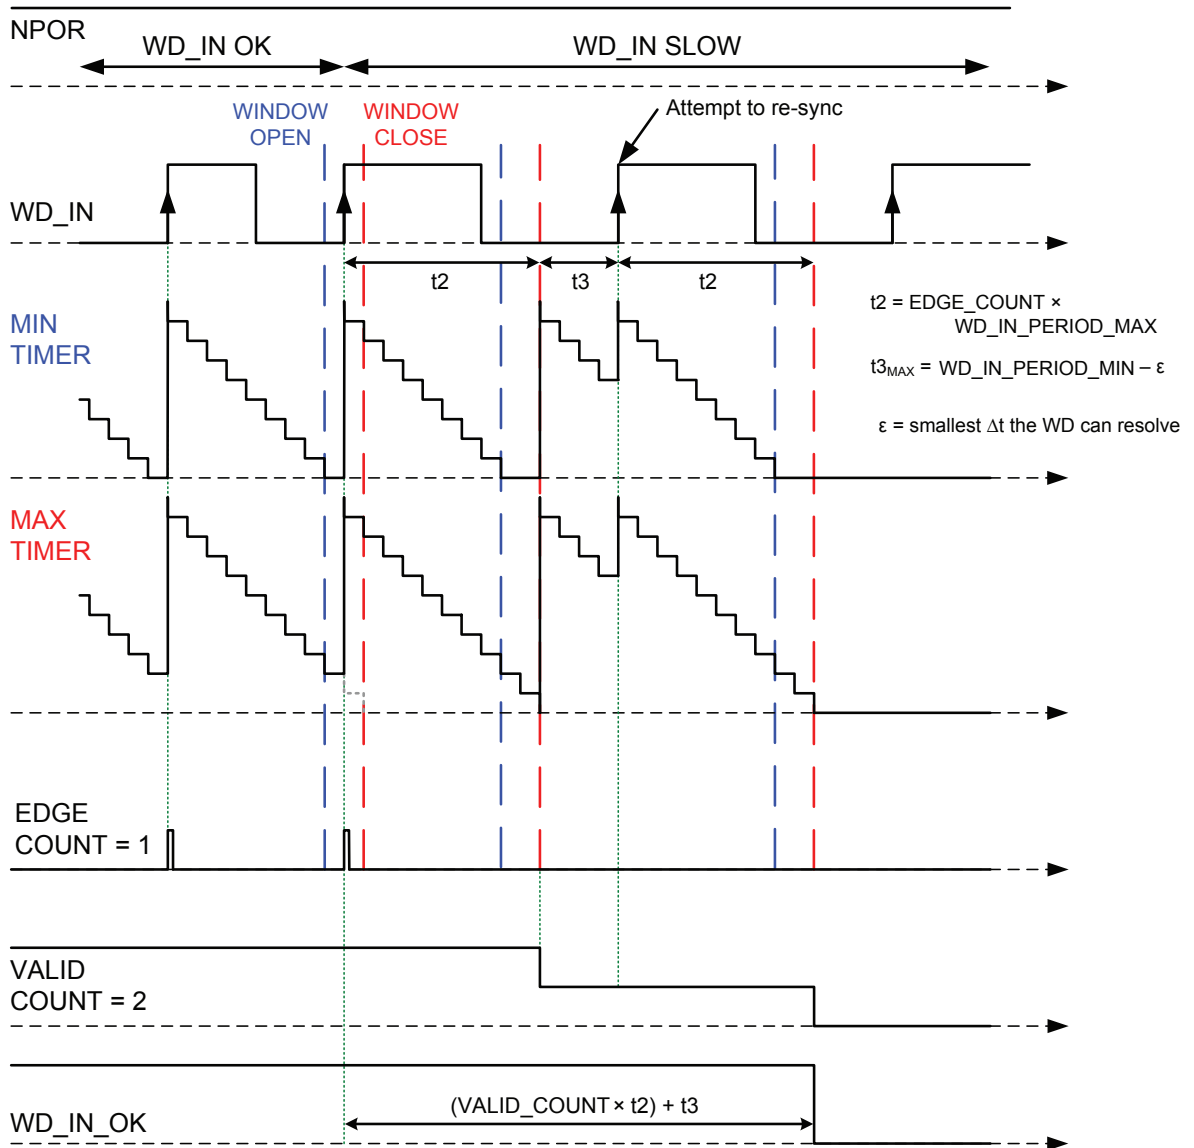 NPOR
WD_IN OK
WD_IN SLOW
WINDOW
OPEN
WINDOW
CLOSE
Attempt to re-sync
WD_IN
t2
t3
t2
MIN
TIMER
t2 = EDGE_COUNT ×
WD_IN_PERIOD_MAX
t3MAX = WD_IN_PERIOD_MIN – ε
ε = smallest Δt the WD can resolve
MAX
TIMER
EDGE
COUNT = 1
VALID
COUNT = 2
(VALID_COUNT × t2) + t3
WD_IN_OK